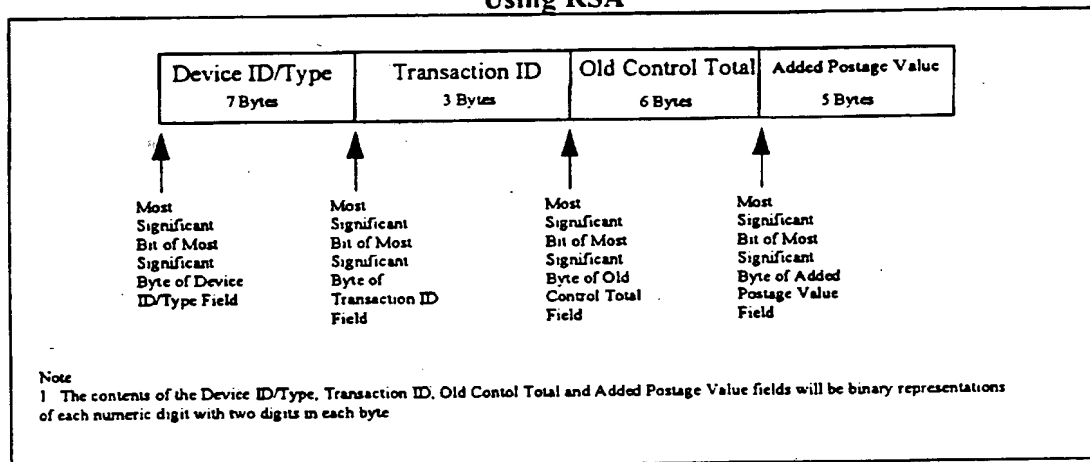 Using RSA
Device ID/Type
7 Bytes
Transaction ID
3 Bytes
Old Control Total
6 Bytes
Added Postage Value
5 Bytes
Most
Significant
Bit of Most
Significant
Byte of Device
ID/Type Field
Most
Significant
Bit of Most
Significant
Byte of
Transaction ID
Field
Most
Significant
Bit of Most
Significant
Byte of Old
Control Total
Field
Most
Significant
Bit of Most
Significant
Byte of Added
Postage Value
Field
Note
1 The contents of the Device ID/Type, Transaction ID, Old Contol Total and Added Postage Value fields will be binary representations
of each numeric digit with two digits in each byte